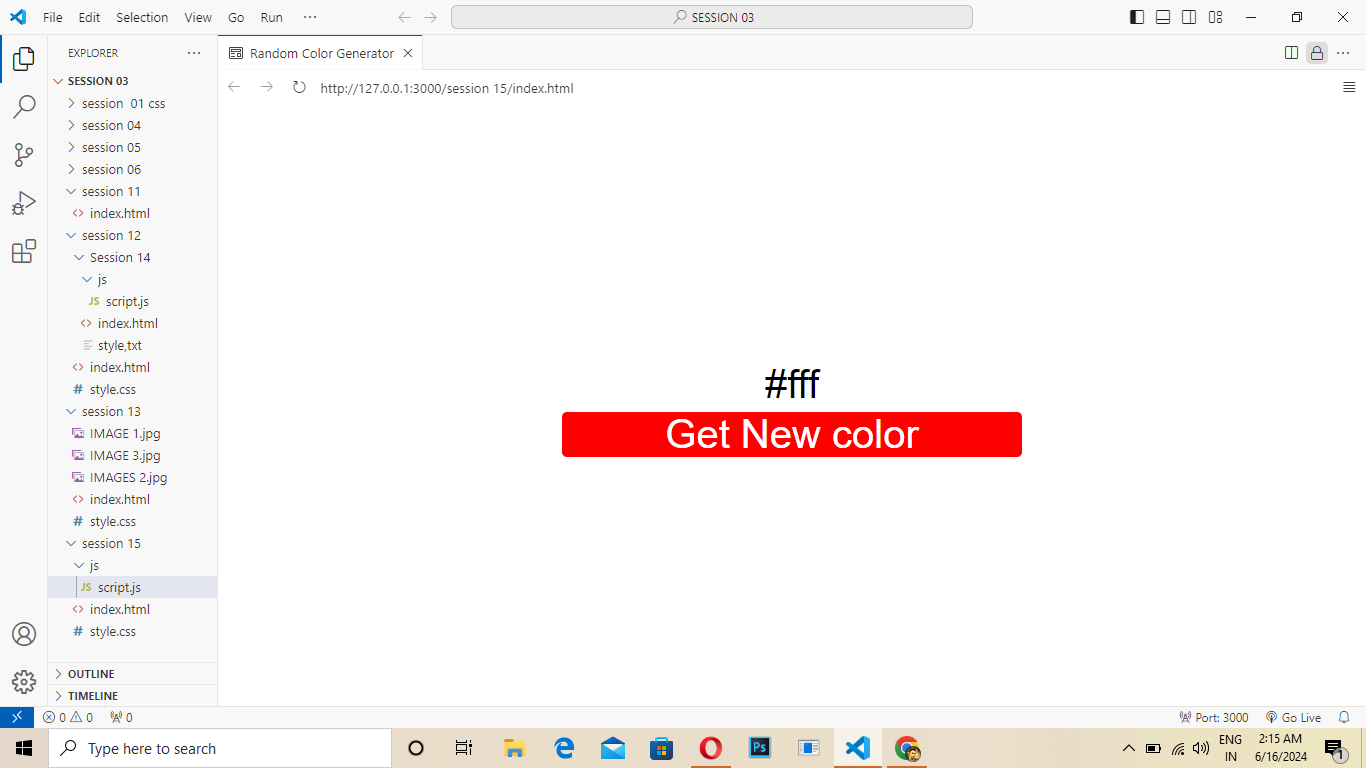 File Edit Selection View Go Run ···
SESSION 03
EXPLORER
Random Color Generator
SESSION 03
http://127.0.0.1:3000/session 15/index.html
session 01 css
session 04
session 05
session 06
session 11
index.html
session 12
Session 14
js
JS script.js
index.html
style,txt
index.html
# style.css
session 13
IMAGE 1.jpg
IMAGE 3.jpg
IMAGES 2.jpg
index.html
# style.css
session 15
js
JS script.js
index.html
# style.css
#fff
Get New color
OUTLINE
TIMELINE
0 0 0
Port: 3000 Go Live
Type here to search
Ps
ENG
IN
2:15 AM
6/16/2024
1